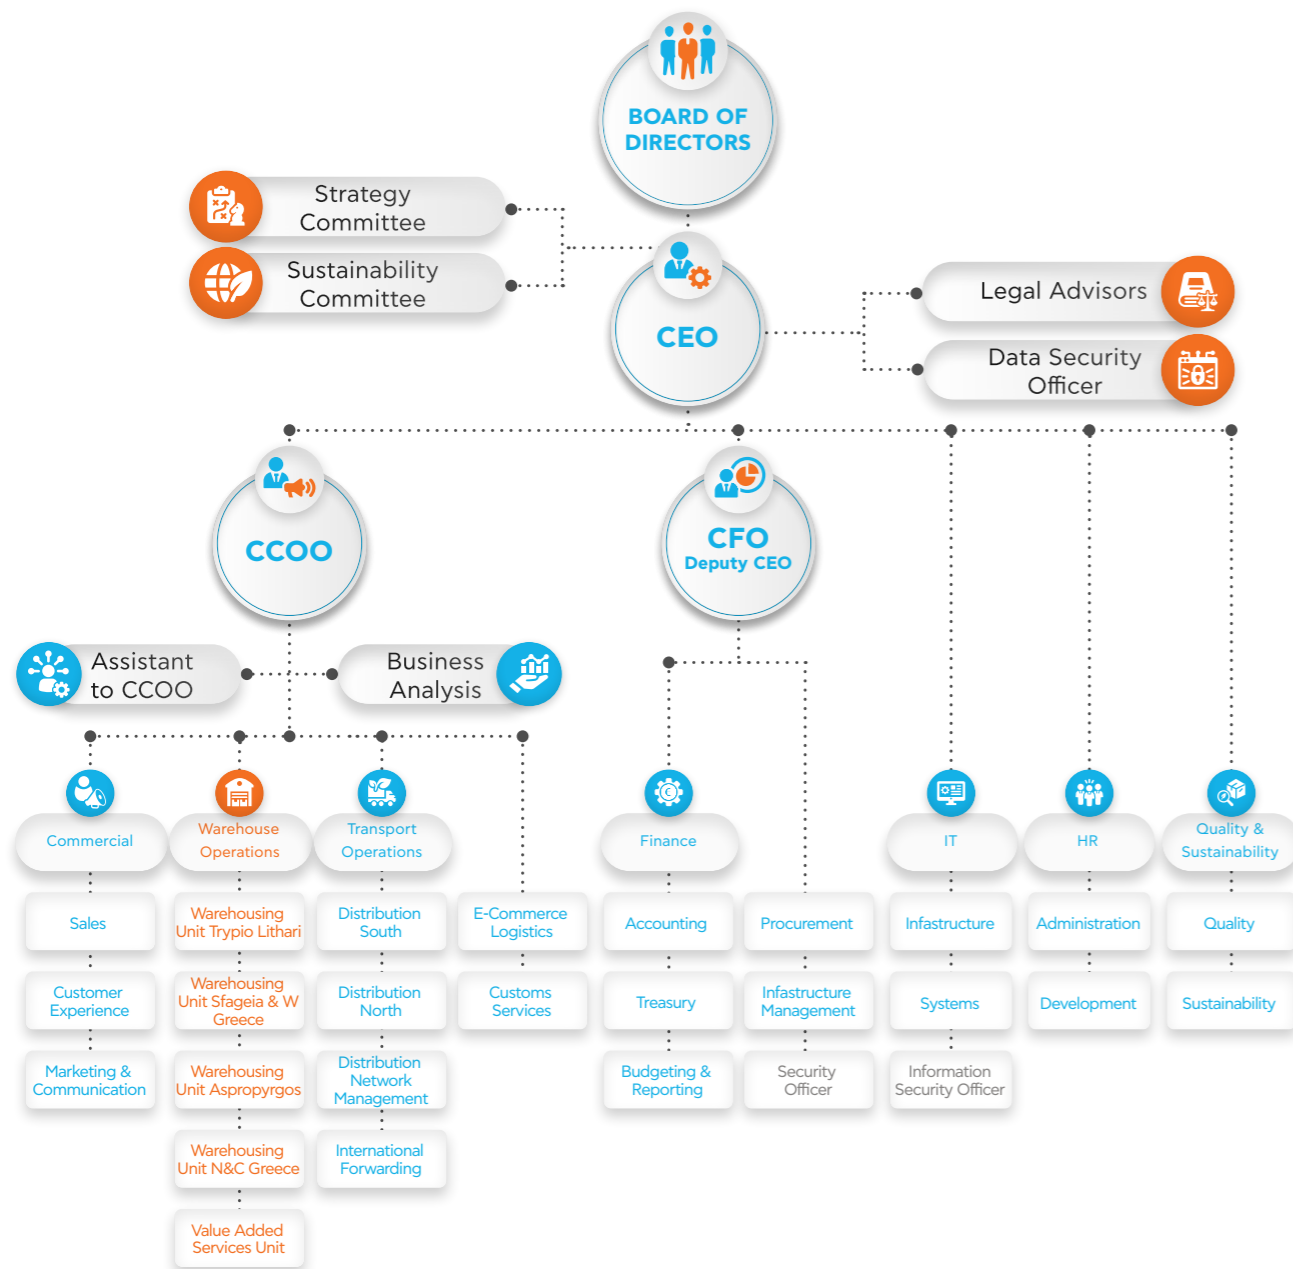 BOARD OF
DIRECTORS
Strategy
Committee
Sustainability
Committee
CEO
Legal Advisors
Data Security
Officer
CCOO
CFO
Deputy CEO
Assistant
to CCOO
Business
Analysis
Commercial
Warehouse
Operations
Transport
Operations
Finance
IT
HR
Quality &
Sustainability
Sales
Customer
Experience
Marketing &
Communication
Warehousing
Unit Trypio Lithari
Warehousing
Unit Sfageia & W
Greece
Warehousing
Unit Aspropyrgos
Warehousing
Unit N&C Greece
Value Added
Services Unit
Distribution
South
Distribution
North
Distribution
Network
Management
International
Forwarding
E-Commerce
Logistics
Customs
Services
Accounting
Treasury
Budgeting &
Reporting
Procurement
Infastructure
Management
Security
Officer
Infastructure
Systems
Information
Security Officer
Administration
Development
Quality
Sustainability